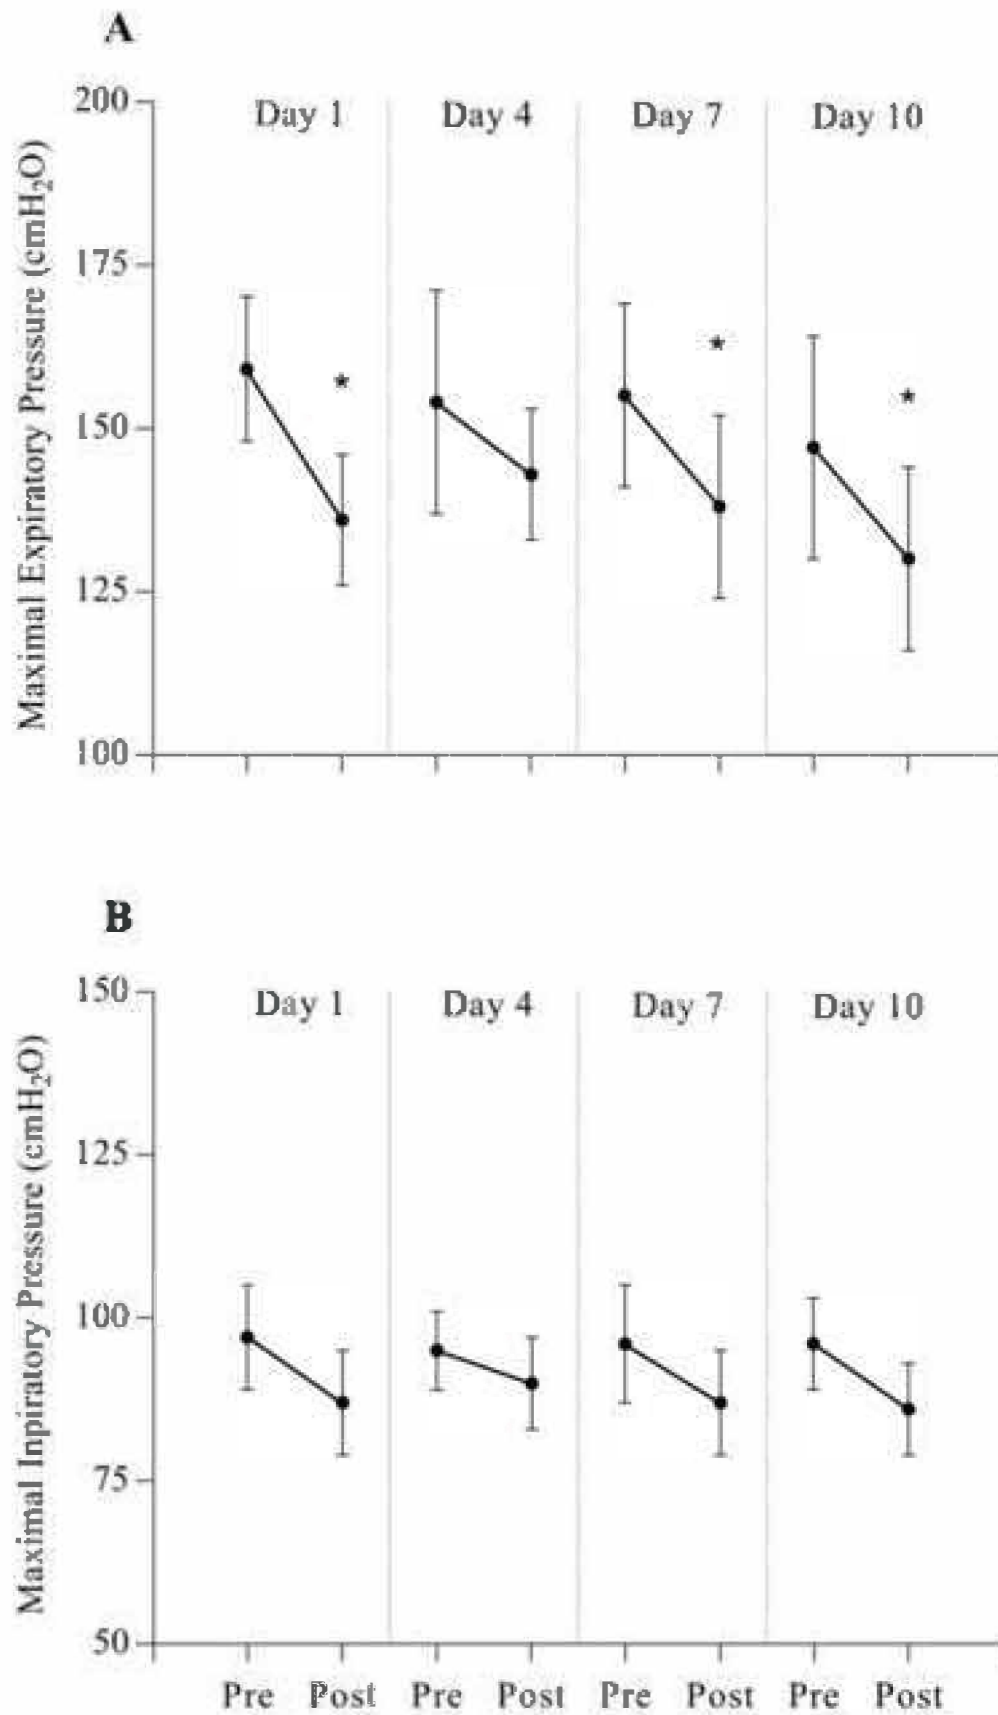 A
Maximal Expiratory Pressure (cmH₂O)
200
175
150
125
100
Day 1 Day 4 Day 7 Day 10
* * *
B
Maximal Inpiratory Pressure (cmH₂O)
150
125
100
75
50
Day 1 Day 4 Day 7 Day 10
Pre Post Pre Post Pre Post Pre Post